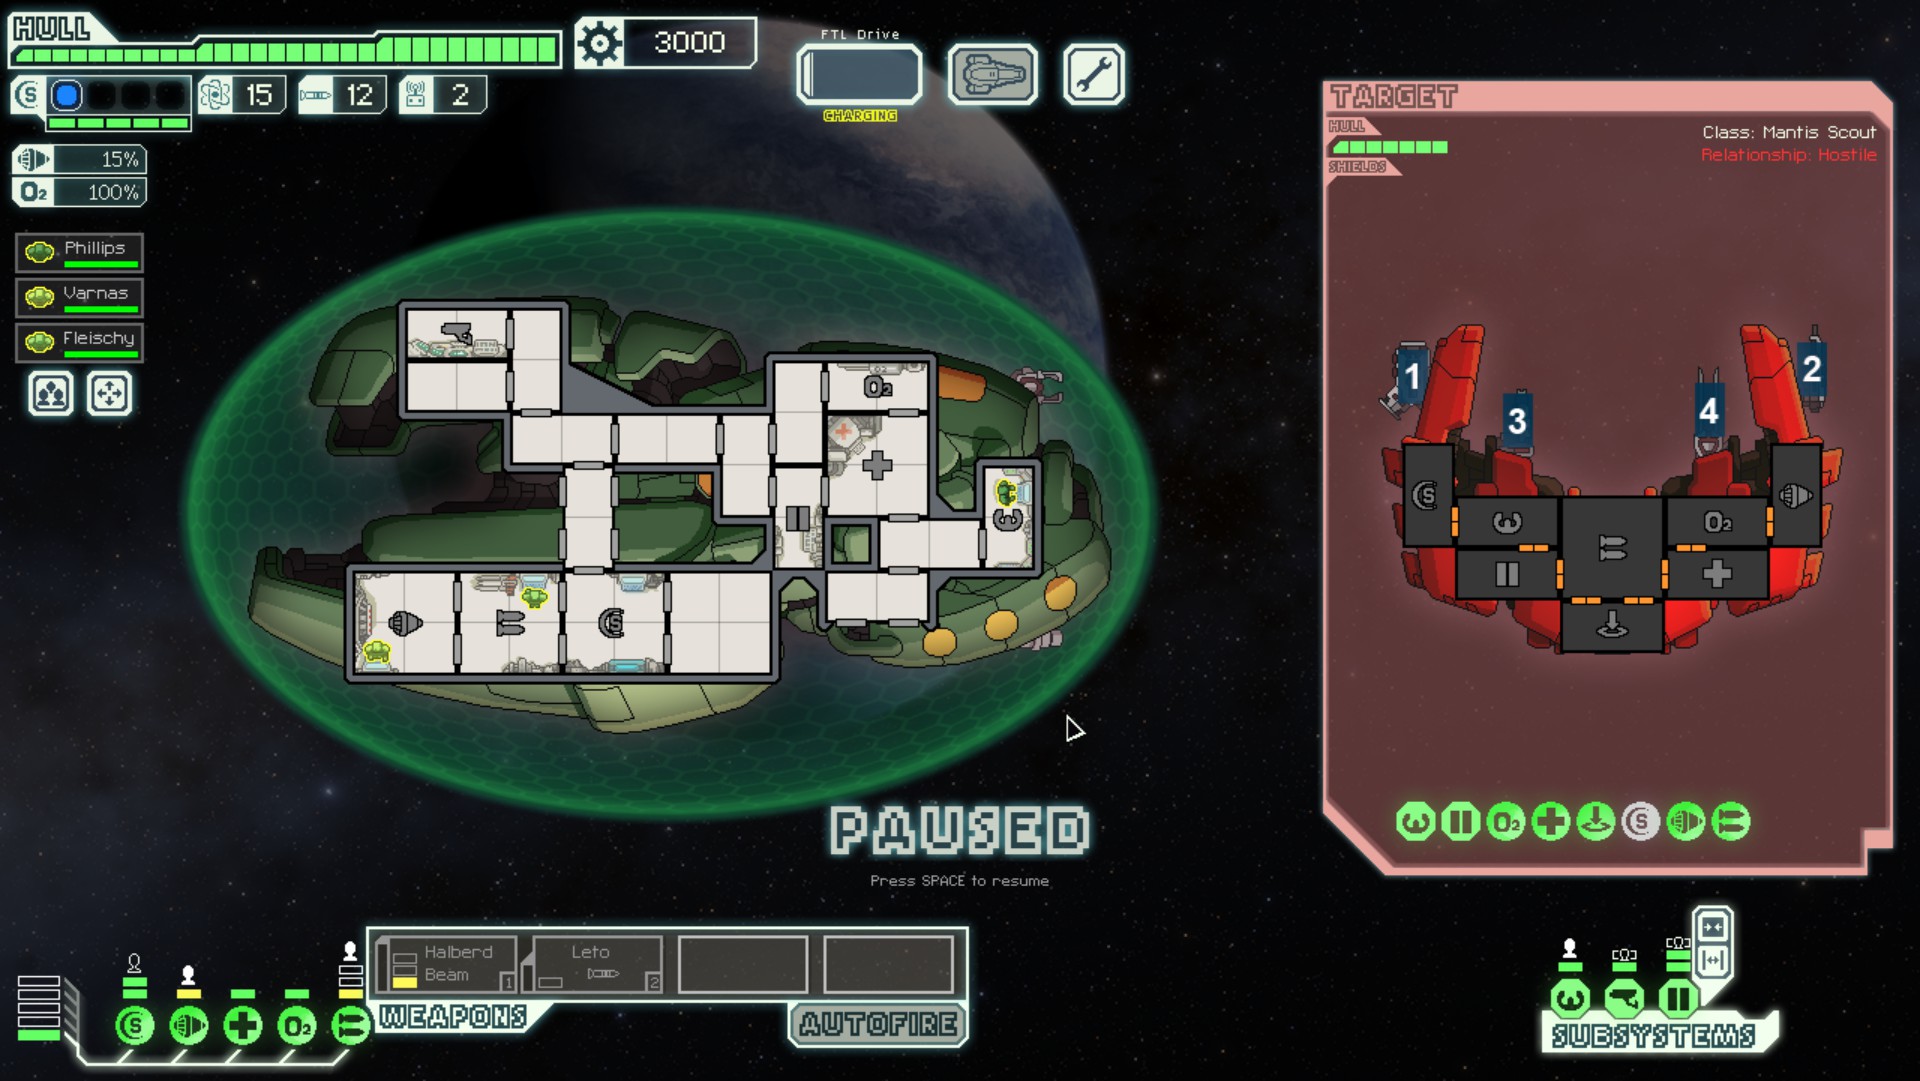 HULL
3000
FTL Drive
CHARGING
15
12
2
15%
O2 100%
Phillips
Varnas
Fleischy
TARGET
HULL
Class: Mantis Scout
Relationship: Hostile
SHIELDS
1
2
3
4
O2
O2
PAUSED
Press SPACE to resume
Halberd
Beam
1
Leto
2
WEAPONS
AUTOFIRE
O2
O2
SUBSYSTEMS